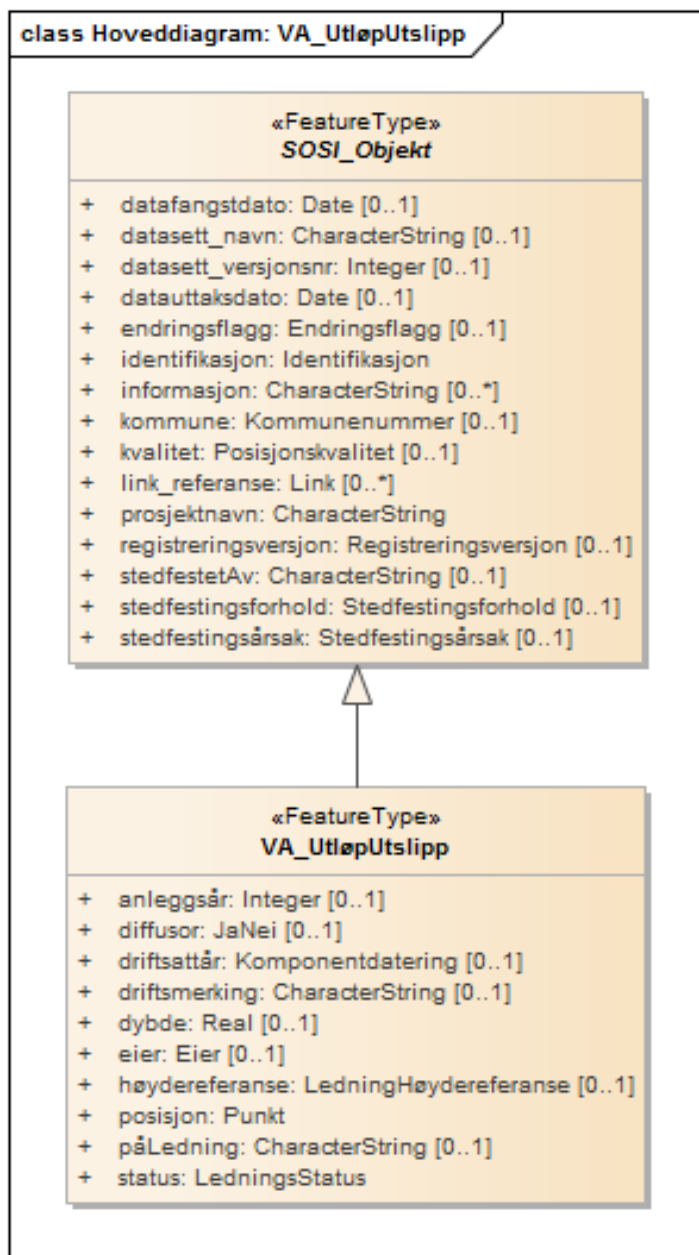 class Hoveddiagram: VA_UtløpUtslipp
«FeatureType»
SOSI_Objekt
+ datafangstdato: Date [0..1]
+ datasett_navn: CharacterString [0..1]
+ datasett_versjonsnr: Integer [0..1]
+ datauttaksdato: Date [0..1]
+ endringsflagg: Endringsflagg [0..1]
+ identifikasjon: Identifikasjon
+ informasjon: CharacterString [0..*]
+ kommune: Kommunenummer [0..1]
+ kvalitet: Posisjonskvalitet [0..1]
+ link_referanse: Link [0..*]
+ prosjektnavn: CharacterString
+ registreringsversjon: Registreringsversjon [0..1]
+ stedfestetAv: CharacterString [0..1]
+ stedfestingsforhold: Stedfestingsforhold [0..1]
+ stedfestingsårsak: Stedfestingsårsak [0..1]
«FeatureType»
VA_UtløpUtslipp
+ anleggsår: Integer [0..1]
+ diffusor: JaNei [0..1]
+ driftsattår: Komponentdatering [0..1]
+ driftsmerking: CharacterString [0..1]
+ dybde: Real [0..1]
+ eier: Eier [0..1]
+ høydereferanse: LedningHøydereferanse [0..1]
+ posisjon: Punkt
+ påLedning: CharacterString [0..1]
+ status: LedningsStatus